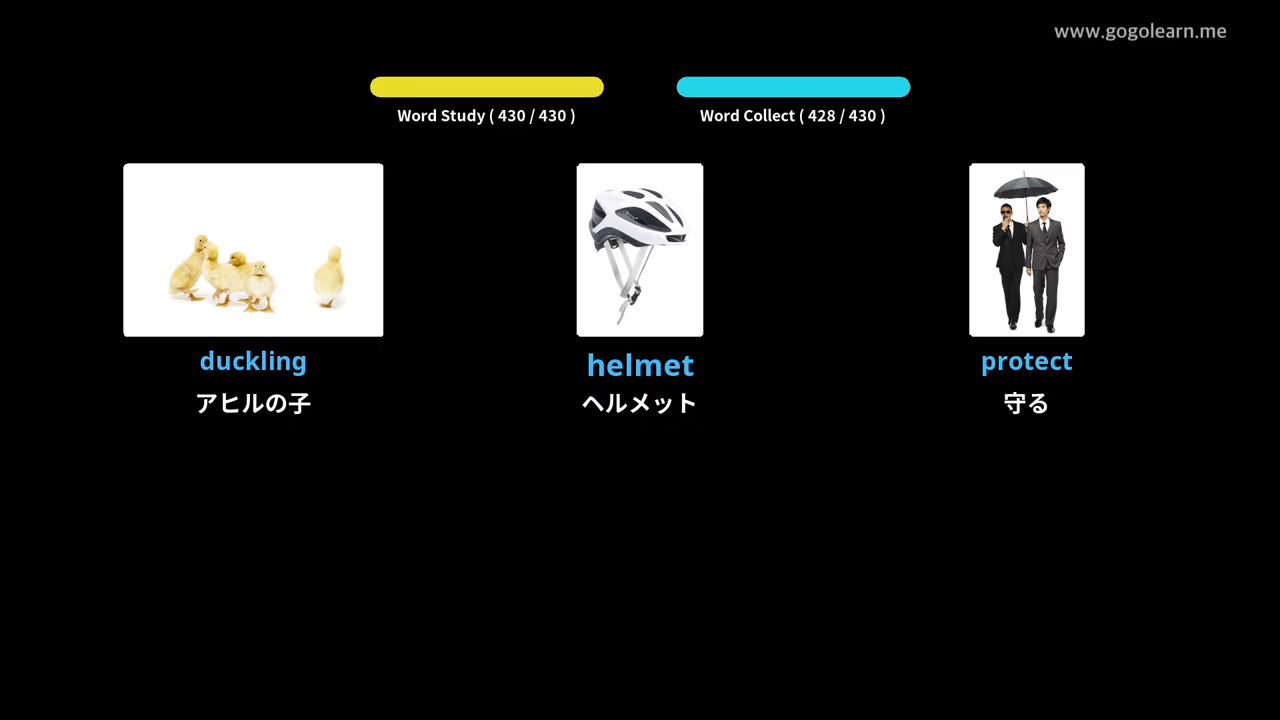 www.gogolearn.me
Word Study ( 430 / 430 )
Word Collect ( 428 / 430 )
duckling
helmet
protect
アヒルの子
ヘルメット
守る